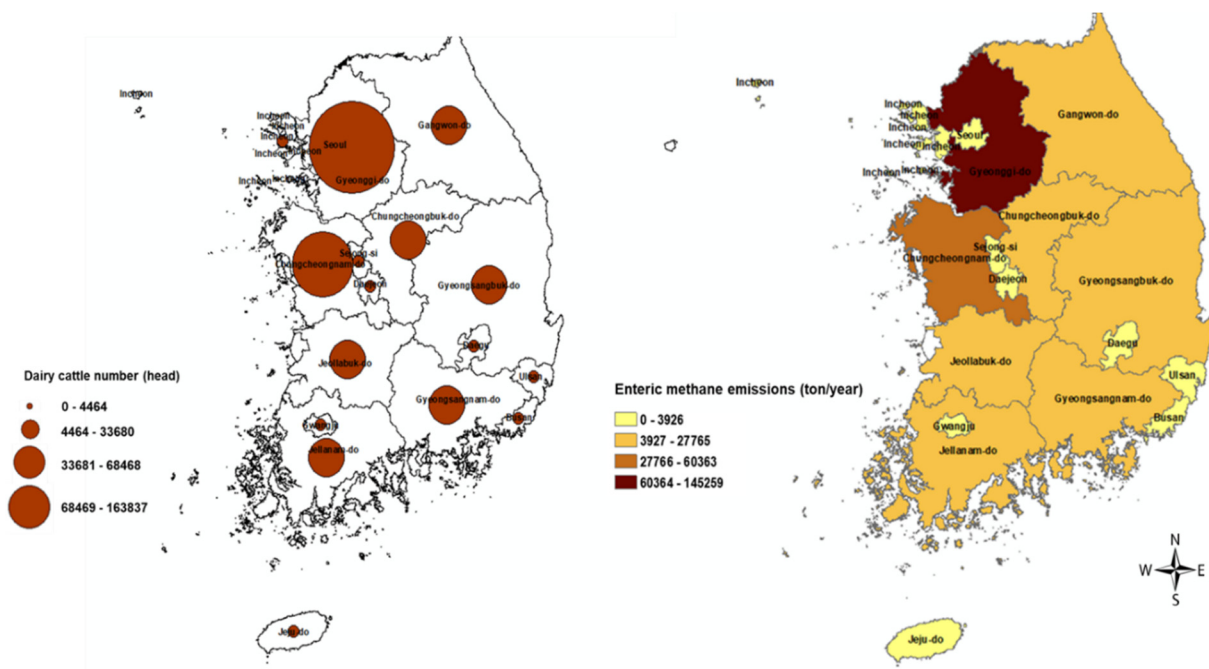 Incheon
Incheon
Incheon
Incheon
Incheon
Incheon
Incheon
Incheon
Seoul
Gyeonggi-do
Gangwon-do
Chungcheongbuk-do
Sejong-si
Chungcheongnam-do
Daejeon
Gyeongsangbuk-do
Daegu
Jeollabuk-do
Ulsan
Gyeongsangnam-do
Busan
Gwangju
Jellanam-do
Jeju-do
Dairy cattle number (head)
0 - 4464
4464 - 33680
33681 - 68468
68469 - 163837
Incheon
Incheon
Incheon
Incheon
Incheon
Incheon
Incheon
Incheon
Seoul
Gyeonggi-do
Gangwon-do
Chungcheongbuk-do
Sejong-si
Chungcheongnam-do
Daejeon
Gyeongsangbuk-do
Daegu
Jeollabuk-do
Ulsan
Gyeongsangnam-do
Busan
Gwangju
Jellanam-do
Jeju-do
Enteric methane emissions (ton/year)
0 - 3926
3927 - 27765
27766 - 60363
60364 - 145259
N
W E
S